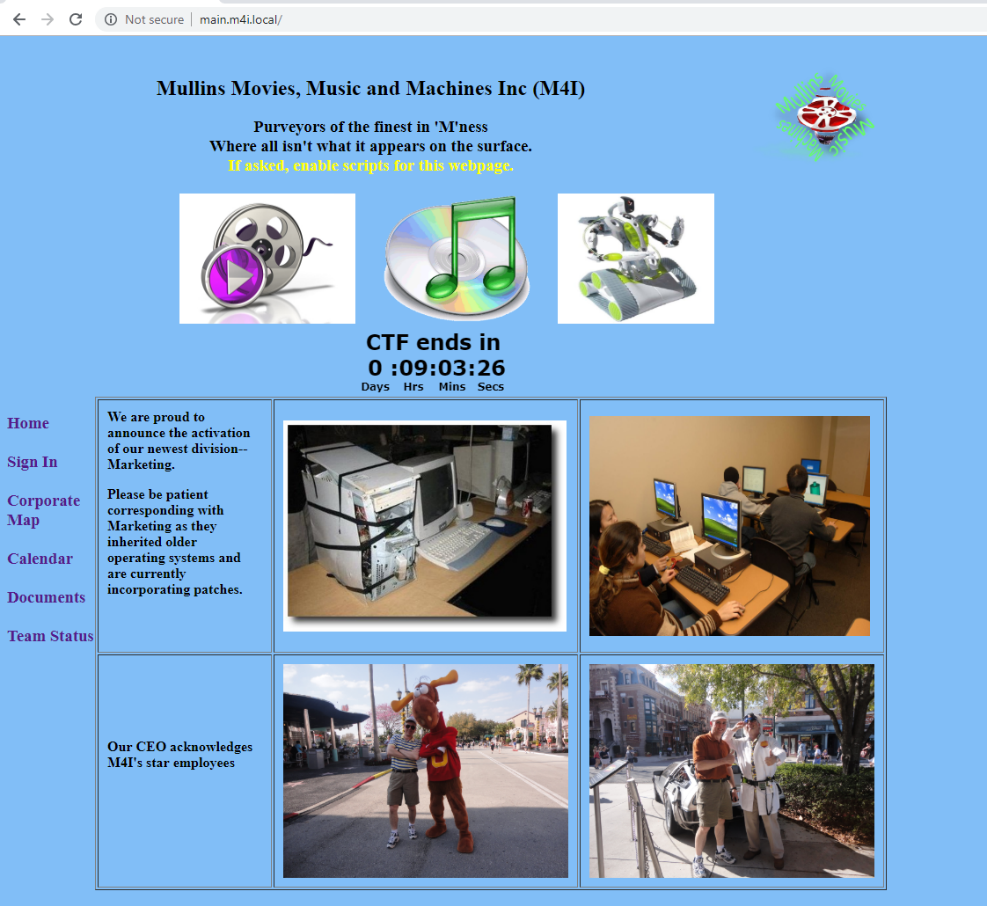 Not secure main.m4i.local/
Mullins Movies, Music and Machines Inc (M4I)
Purveyors of the finest in 'M'ness
Where all isn't what it appears on the surface.
If asked, enable scripts for this webpage.
Mullins Movies Music Machines
CTF ends in
0 :09:03:26
Days Hrs Mins Secs
Home
Sign In
Corporate
Map
Calendar
Documents
Team Status
We are proud to
announce the activation
of our newest division--
Marketing.
Please be patient
corresponding with
Marketing as they
inherited older
operating systems and
are currently
incorporating patches.
Our CEO acknowledges
M4I's star employees